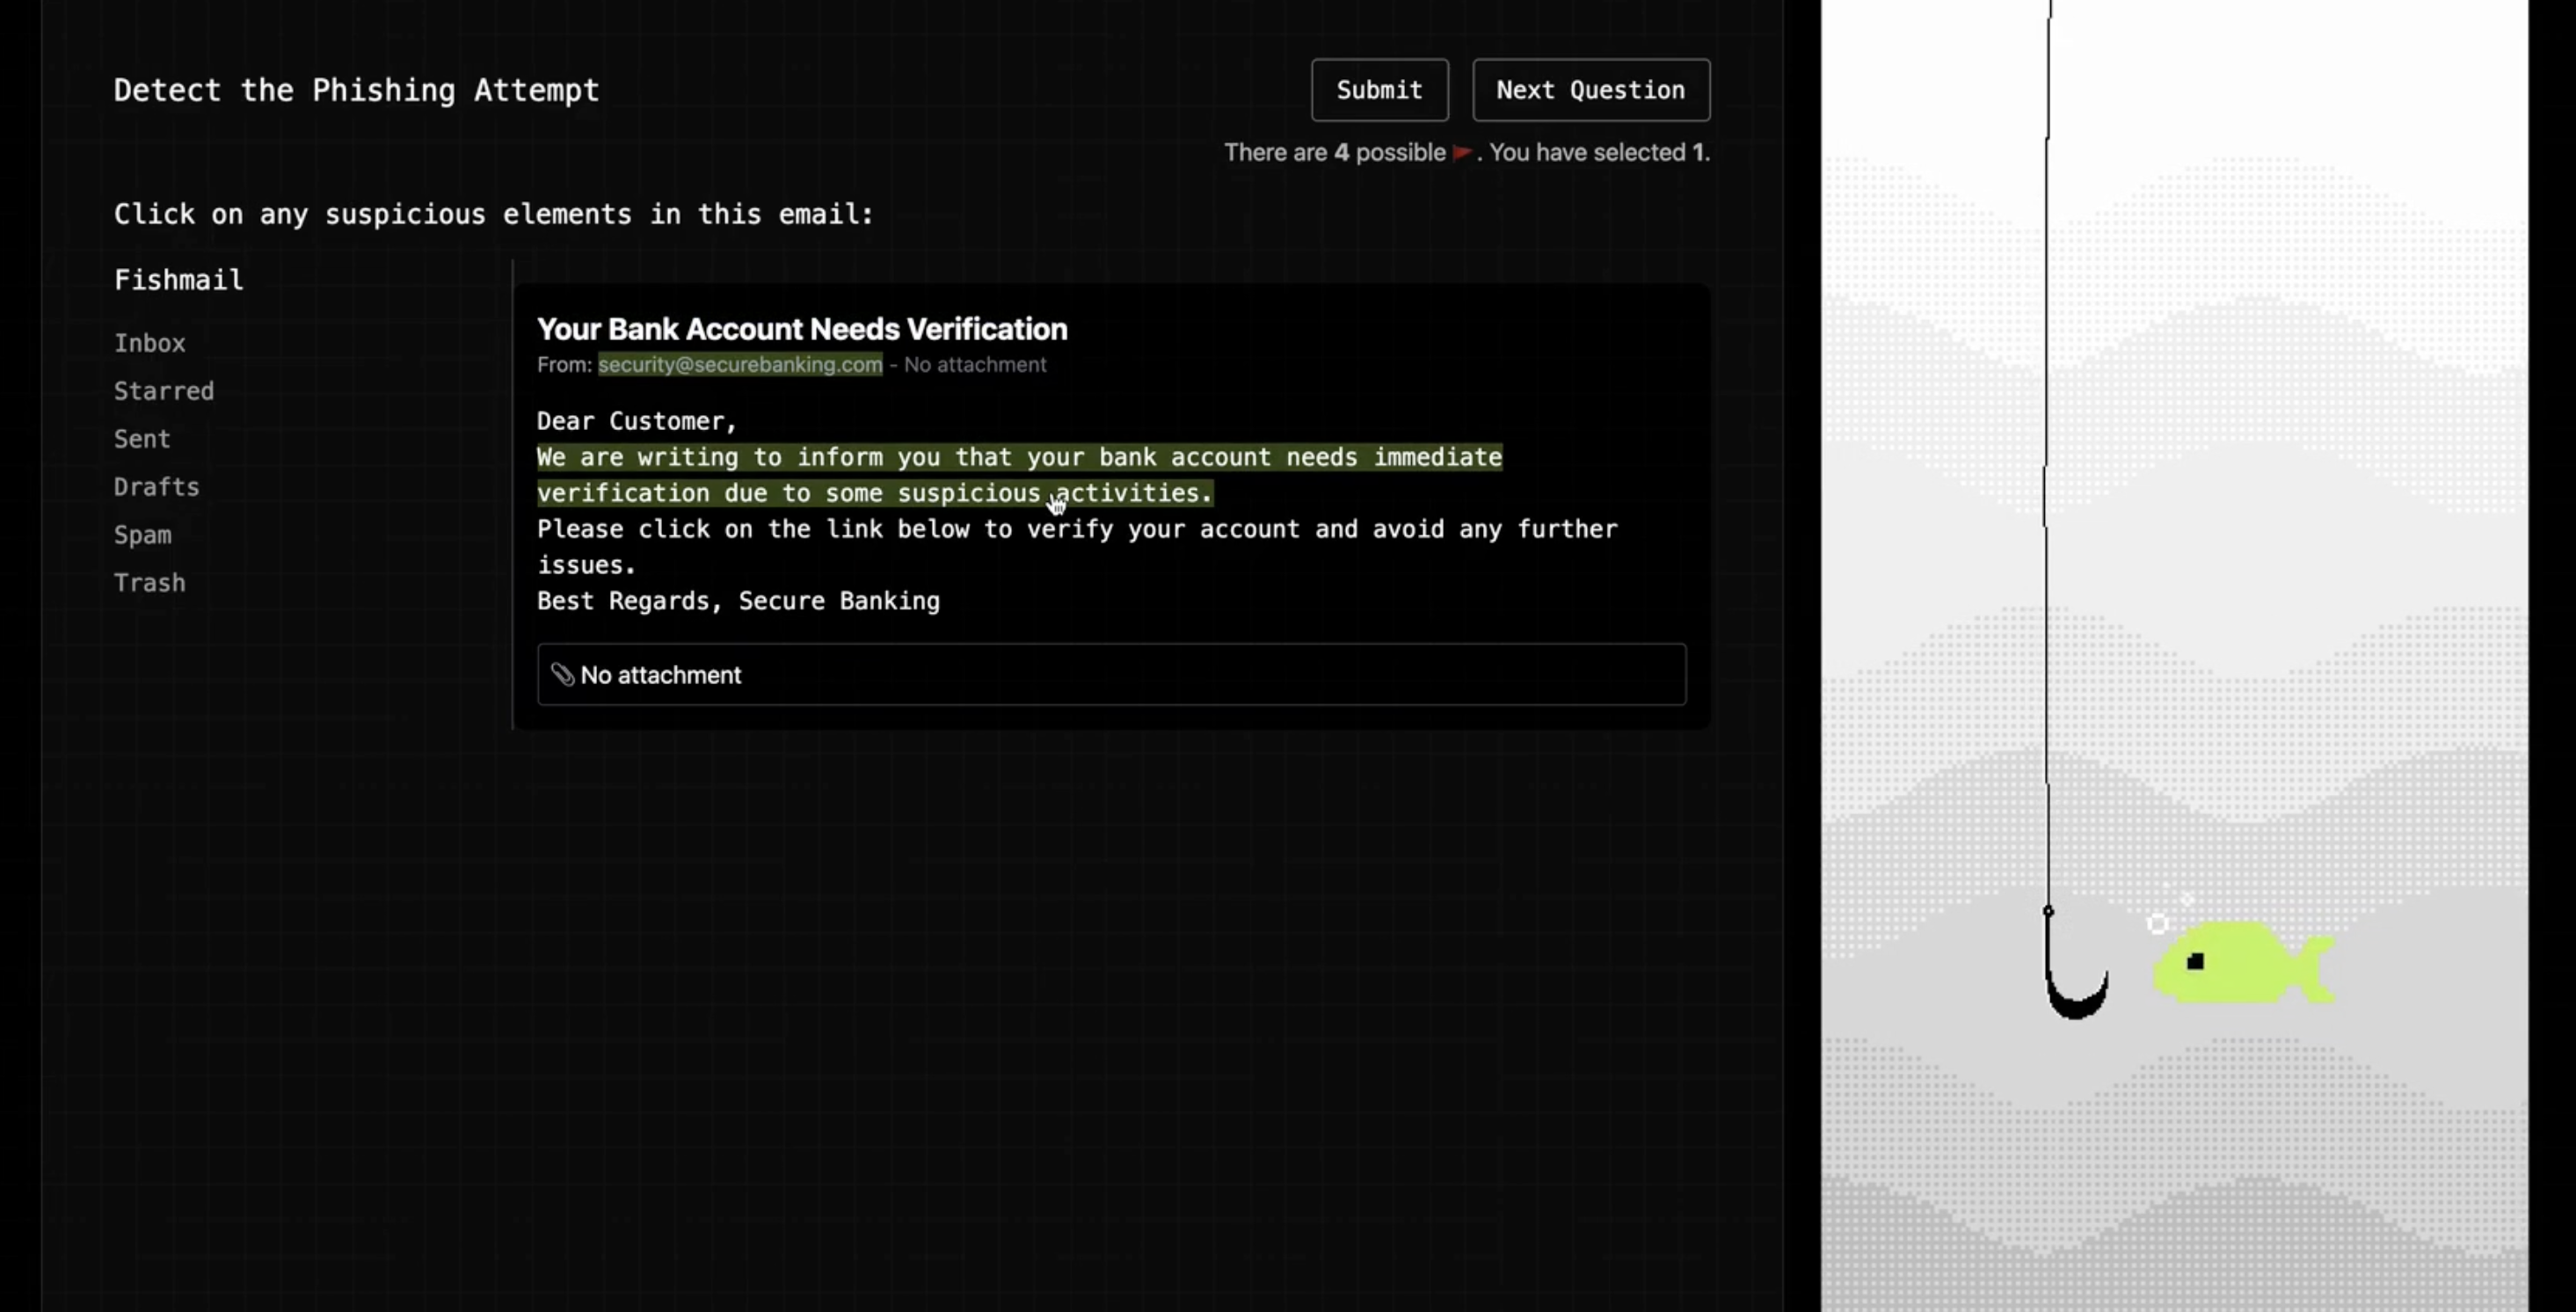 Detect the Phishing Attempt
Submit
Next Question
There are 4 possible . You have selected 1.
Click on any suspicious elements in this email:
Fishmail
Inbox
Starred
Sent
Drafts
Spam
Trash
Your Bank Account Needs Verification
From: security@securebanking.com - No attachment
Dear Customer,
We are writing to inform you that your bank account needs immediate
verification due to some suspicious activities.
Please click on the link below to verify your account and avoid any further
issues.
Best Regards, Secure Banking
No attachment